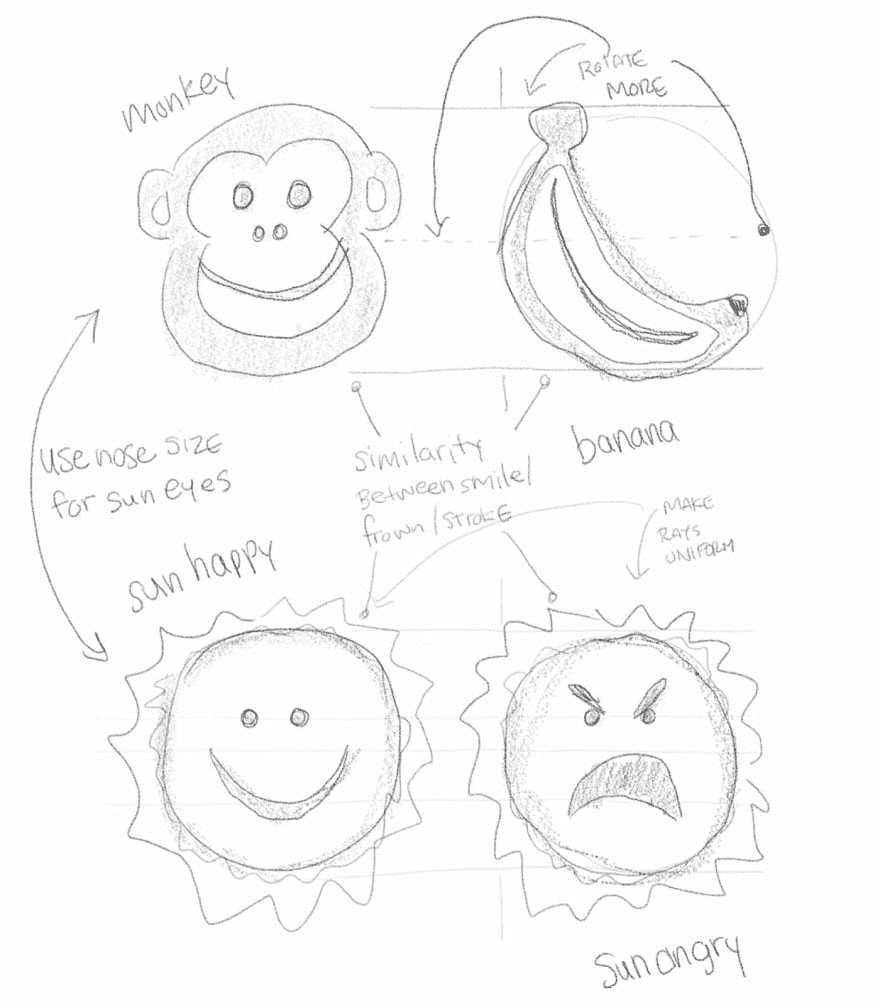 monkey
ROTATE
MORE
banana
use nose SIZE
for sun eyes
similarity
Between smile/
frown/STROKE
MAKE
RAYS
UNIFORM
sun happy
sun angry